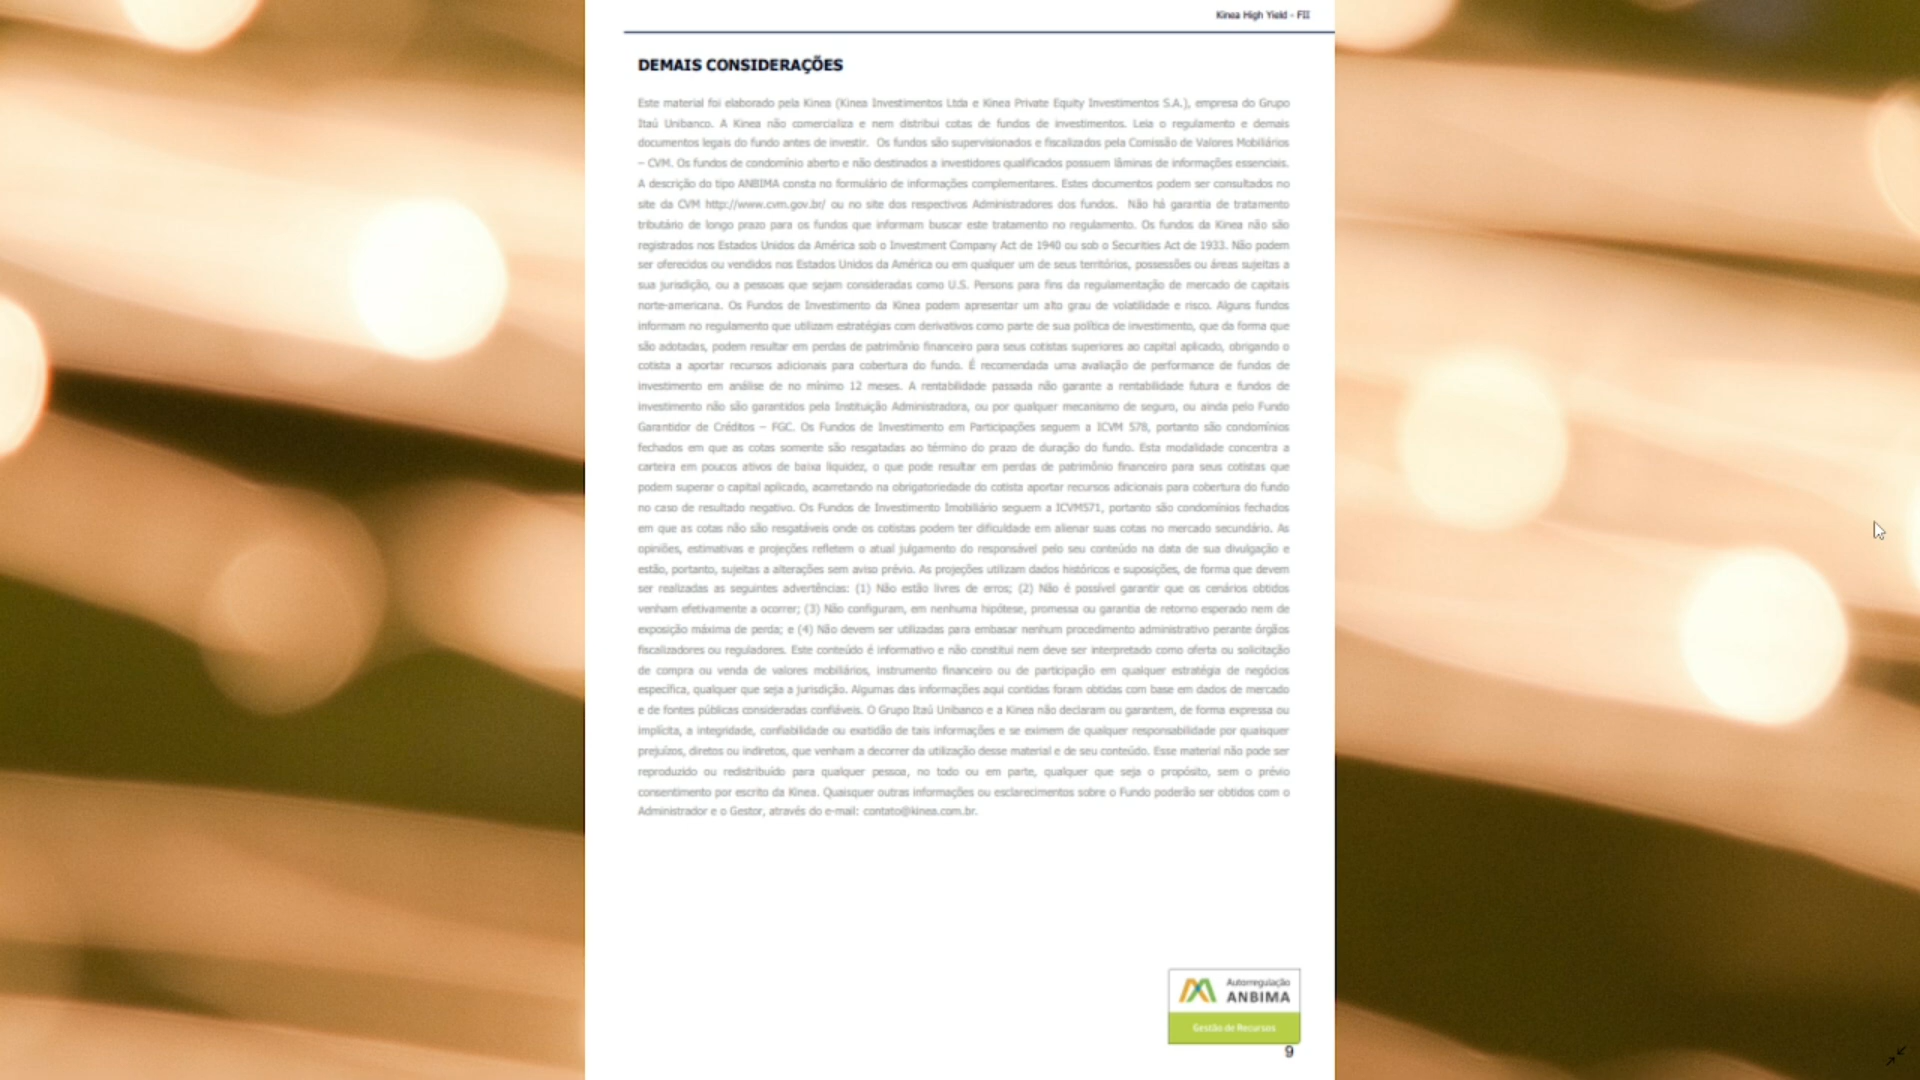 Kinea High Yield - FII
DEMAIS CONSIDERAÇÕES
Este material foi elaborado pela Kinea (Kinea Investimentos Ltda e Kinea Private Equity Investimentos S.A.), empresa do Grupo
Itaú Unibanco. A Kinea não comercializa e nem distribui cotas de fundos de investimentos. Leia o regulamento e demais
documentos legais do fundo antes de investir. Os fundos são supervisionados e fiscalizados pela Comissão de Valores Mobiliários
– CVM. Os fundos de condomínio aberto e não destinados a investidores qualificados possuem lâminas de informações essenciais.
A descrição do tipo ANBIMA consta no formulário de informações complementares. Estes documentos podem ser consultados no
site da CVM http://www.cvm.gov.br/ ou no site dos respectivos Administradores dos fundos. Não há garantia de tratamento
tributário de longo prazo para os fundos que informam buscar este tratamento no regulamento. Os fundos da Kinea não são
registrados nos Estados Unidos da América sob o Investment Company Act de 1940 ou sob o Securities Act de 1933. Não podem
ser oferecidos ou vendidos nos Estados Unidos da América ou em qualquer um de seus territórios, possessões ou áreas sujeitas a
sua jurisdição, ou a pessoas que sejam consideradas como U.S. Persons para fins da regulamentação de mercado de capitais
norte-americana. Os Fundos de Investimento da Kinea podem apresentar um alto grau de volatilidade e risco. Alguns fundos
informam no regulamento que utilizam estratégias com derivativos como parte de sua política de investimento, que da forma que
são adotadas, podem resultar em perdas de patrimônio financeiro para seus cotistas superiores ao capital aplicado, obrigando o
cotista a aportar recursos adicionais para cobertura do fundo. É recomendada uma avaliação de performance de fundos de
investimento em análise de no mínimo 12 meses. A rentabilidade passada não garante a rentabilidade futura e fundos de
investimento não são garantidos pela Instituição Administradora, ou por qualquer mecanismo de seguro, ou ainda pelo Fundo
Garantidor de Créditos – FGC. Os Fundos de Investimento em Participações seguem a ICVM 578, portanto são condomínios
fechados em que as cotas somente são resgatadas ao término do prazo de duração do fundo. Esta modalidade concentra a
carteira em poucos ativos de baixa liquidez, o que pode resultar em perdas de patrimônio financeiro para seus cotistas que
podem superar o capital aplicado, acarretando na obrigatoriedade do cotista aportar recursos adicionais para cobertura do fundo
no caso de resultado negativo. Os Fundos de Investimento Imobiliário seguem a ICVM571, portanto são condomínios fechados
em que as cotas não são resgatáveis onde os cotistas podem ter dificuldade em alienar suas cotas no mercado secundário. As
opiniões, estimativas e projeções refletem o atual julgamento do responsável pelo seu conteúdo na data de sua divulgação e
estão, portanto, sujeitas a alterações sem aviso prévio. As projeções utilizam dados históricos e suposições, de forma que devem
ser realizadas as seguintes advertências: (1) Não estão livres de erros; (2) Não é possível garantir que os cenários obtidos
venham efetivamente a ocorrer; (3) Não configuram, em nenhuma hipótese, promessa ou garantia de retorno esperado nem de
exposição máxima de perda; e (4) Não devem ser utilizadas para embasar nenhum procedimento administrativo perante órgãos
fiscalizadores ou reguladores. Este conteúdo é informativo e não constitui nem deve ser interpretado como oferta ou solicitação
de compra ou venda de valores mobiliários, instrumento financeiro ou de participação em qualquer estratégia de negócios
específica, qualquer que seja a jurisdição. Algumas das informações aqui contidas foram obtidas com base em dados de mercado
e de fontes públicas consideradas confiáveis. O Grupo Itaú Unibanco e a Kinea não declaram ou garantem, de forma expressa ou
implícita, a integridade, confiabilidade ou exatidão de tais informações e se eximem de qualquer responsabilidade por quaisquer
prejuízos, diretos ou indiretos, que venham a decorrer da utilização desse material e de seu conteúdo. Esse material não pode ser
reproduzido ou redistribuído para qualquer pessoa, no todo ou em parte, qualquer que seja o propósito, sem o prévio
consentimento por escrito da Kinea. Quaisquer outras informações ou esclarecimentos sobre o Fundo poderão ser obtidos com o
Administrador e o Gestor, através do e-mail: contato@kinea.com.br.
Autorregulação
ANBIMA
Gestão de Recursos
9